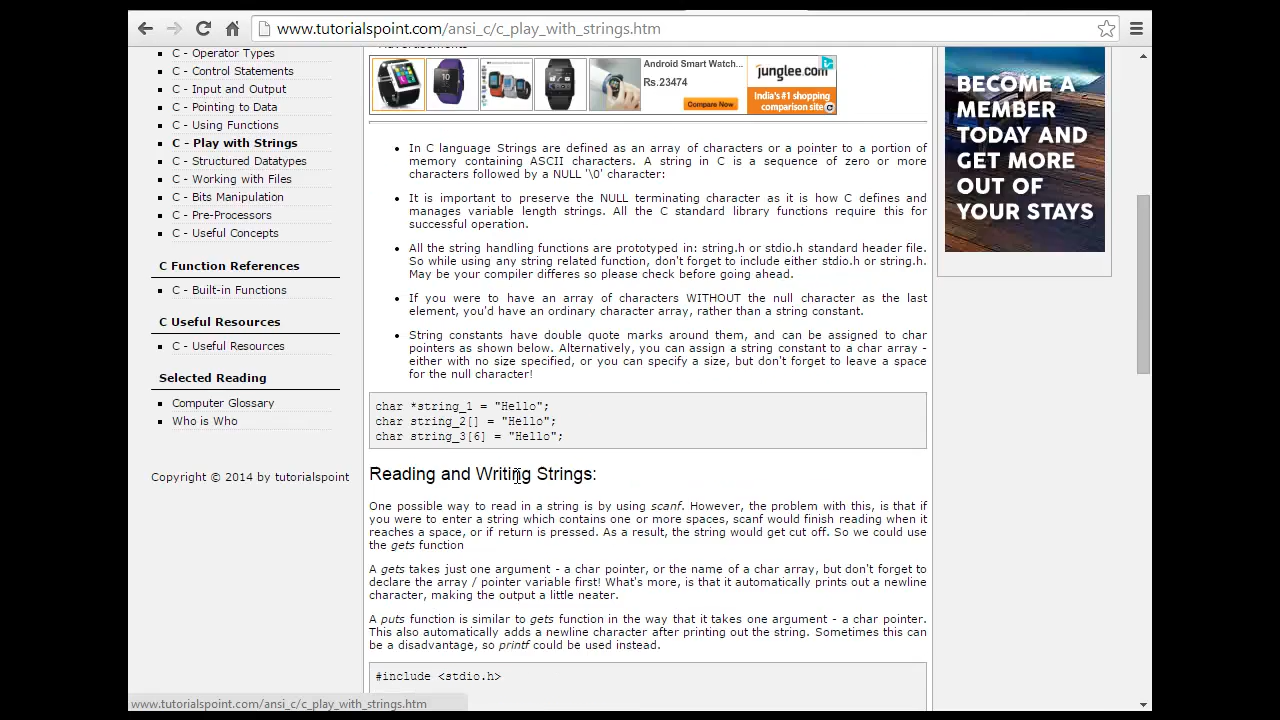 www.tutorialspoint.com/ansi_c/c_play_with_strings.htm
C - Operator Types
C - Control Statements
C - Input and Output
C - Pointing to Data
C - Using Functions
C - Play with Strings
C - Structured Datatypes
C - Working with Files
C - Bits Manipulation
C - Pre-Processors
C - Useful Concepts
C Function References
C - Built-in Functions
C Useful Resources
C - Useful Resources
Selected Reading
Computer Glossary
Who is Who
Copyright © 2014 by tutorialspoint
Advertisements
Android Smart Watch...
Rs.23474
Compare Now
junglee.com
India's #1 shopping
comparison site
• In C language Strings are defined as an array of characters or a pointer to a portion of
memory containing ASCII characters. A string in C is a sequence of zero or more
characters followed by a NULL '\0' character:
• It is important to preserve the NULL terminating character as it is how C defines and
manages variable length strings. All the C standard library functions require this for
successful operation.
• All the string handling functions are prototyped in: string.h or stdio.h standard header file.
So while using any string related function, don't forget to include either stdio.h or string.h.
May be your compiler differes so please check before going ahead.
• If you were to have an array of characters WITHOUT the null character as the last
element, you'd have an ordinary character array, rather than a string constant.
• String constants have double quote marks around them, and can be assigned to char
pointers as shown below. Alternatively, you can assign a string constant to a char array -
either with no size specified, or you can specify a size, but don't forget to leave a space
for the null character!
char *string_1 = "Hello";
char string_2[] = "Hello";
char string_3[6] = "Hello";
Reading and Writing Strings:
One possible way to read in a string is by using scanf. However, the problem with this, is that if
you were to enter a string which contains one or more spaces, scanf would finish reading when it
reaches a space, or if return is pressed. As a result, the string would get cut off. So we could use
the gets function
A gets takes just one argument - a char pointer, or the name of a char array, but don't forget to
declare the array / pointer variable first! What's more, is that it automatically prints out a newline
character, making the output a little neater.
A puts function is similar to gets function in the way that it takes one argument - a char pointer.
This also automatically adds a newline character after printing out the string. Sometimes this can
be a disadvantage, so printf could be used instead.
#include <stdio.h>
BECOME A
MEMBER
TODAY AND
GET MORE
OUT OF
YOUR STAYS
www.tutorialspoint.com/ansi_c/c_play_with_strings.htm